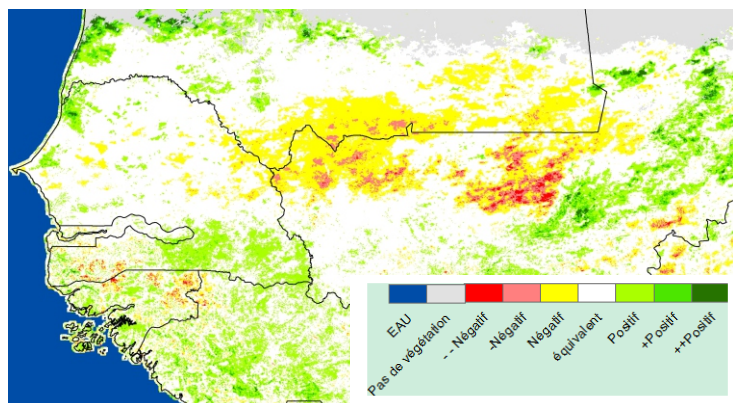 EAU
Pas de végétation
- - Négatif
-Négatif
Négatif
équivalent
Positif
+Positif
++Positif